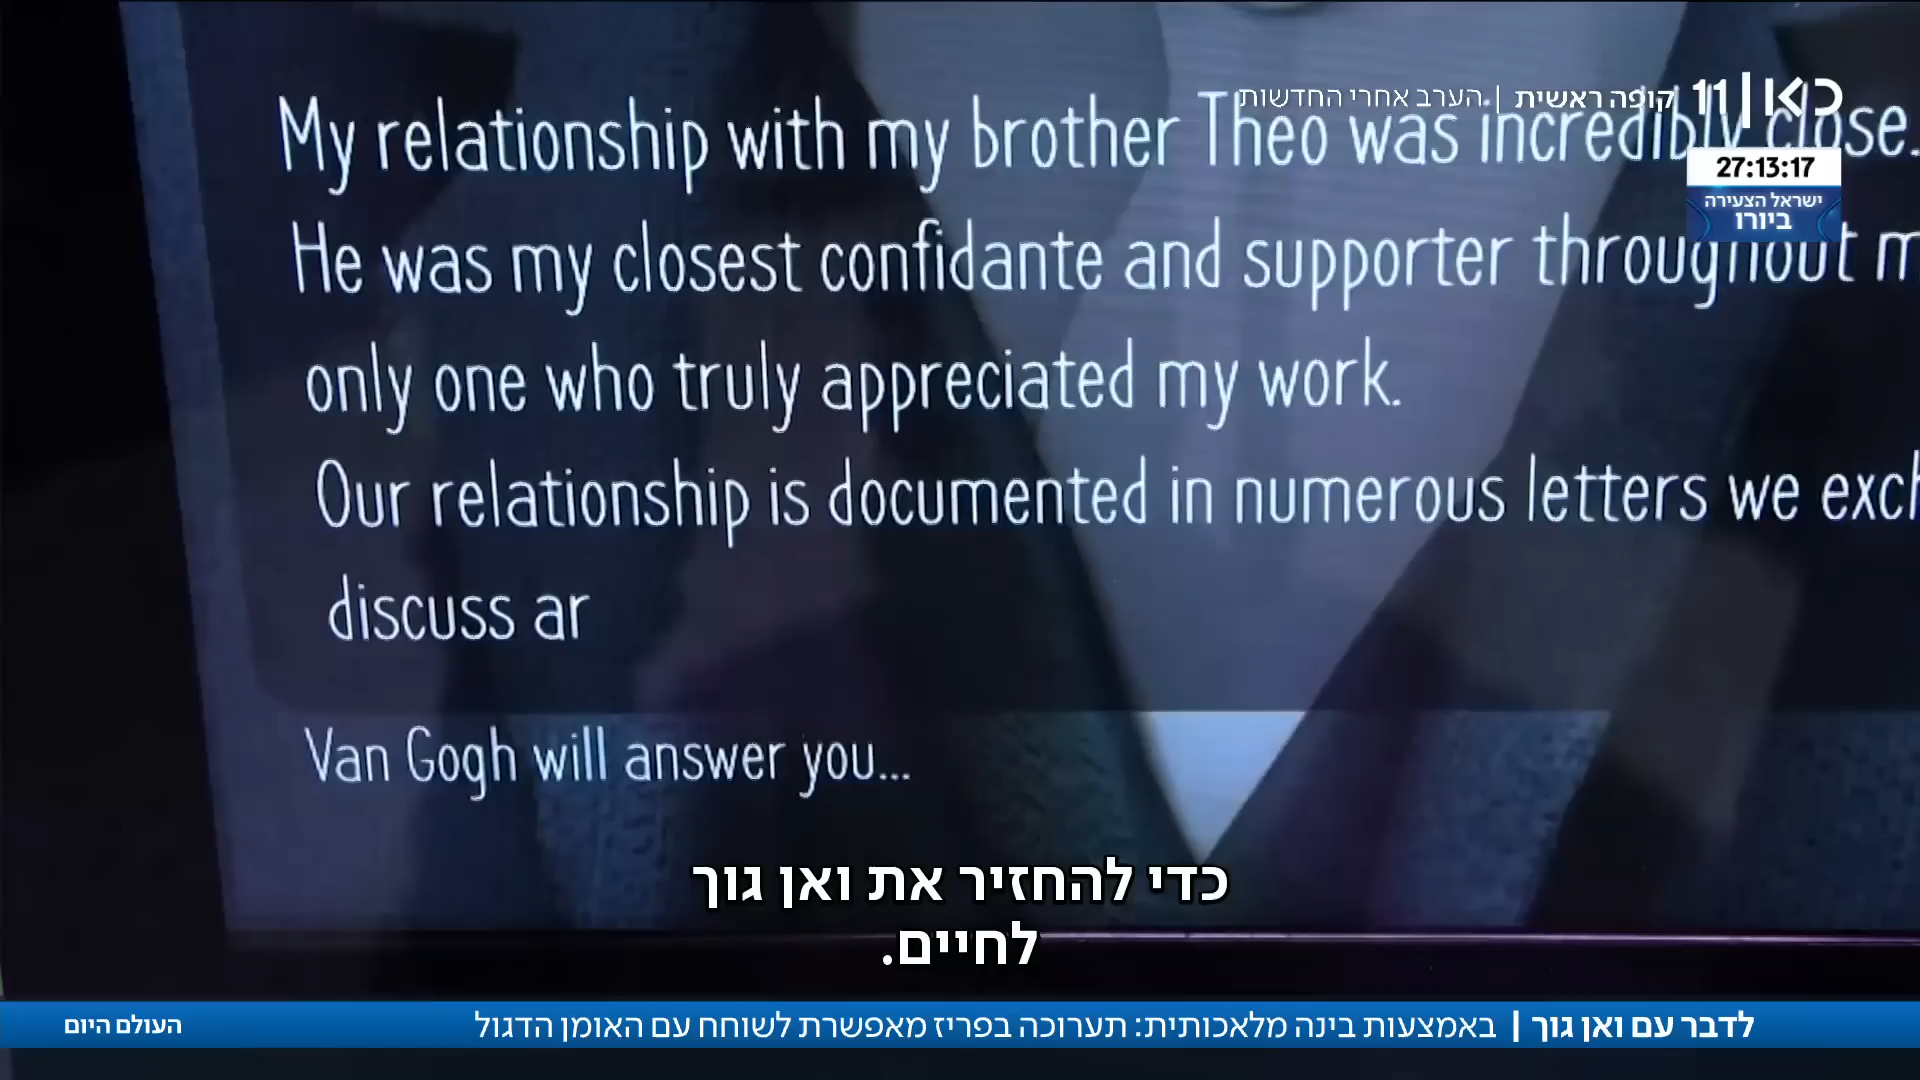 כאן 11
קופה ראשית | הערב אחרי החדשות
27:13:17
ישראל הצעירה
ביורו
My relationship with my brother Theo was incredibly close.
He was my closest confidante and supporter throughout
only one who truly appreciated my work.
Our relationship is documented in numerous letters we exch
discuss ar
Van Gogh will answer you...
כדי להחזיר את ואן גוך
לחיים.
לדבר עם ואן גוך | באמצעות בינה מלאכותית: תערוכה בפריז מאפשרת לשוחח עם האומן הדגול
העולם היום